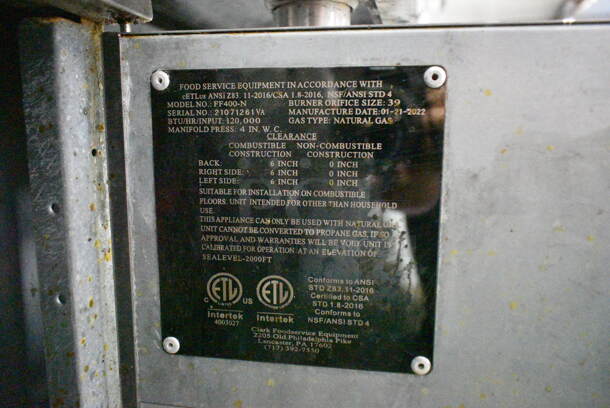 FOOD SERVICE EQUIPMENT IN ACCORDANCE WITH
cETLus ANSI Z83. 11-2016/CSA 1.8-2016, NSF/ANSI STD 4
MODEL NO.: FF400-N BURNER ORIFICE SIZE: 39
SERIAL NO.: 21071261VA MANUFACTURE DATE: 01-21-2022
BTU/HR/INPUT: 120,000 GAS TYPE: NATURAL GAS
MANIFOLD PRESS: 4 IN. W.C.
CLEARANCE
COMBUSTIBLE NON-COMBUSTIBLE
CONSTRUCTION CONSTRUCTION
BACK: 6 INCH 0 INCH
RIGHT SIDE: 6 INCH 0 INCH
LEFT SIDE: 6 INCH 0 INCH
SUITABLE FOR INSTALLATION ON COMBUSTIBLE
FLOORS. UNIT INTENDED FOR OTHER THAN HOUSEHOLD
USE.
THIS APPLIANCE CAN ONLY BE USED WITH NATURAL GAS
UNIT CANNOT BE CONVERTED TO PROPANE GAS, IF SO
APPROVAL AND WARRANTIES WILL BE VOID. UNIT IS
CALIBRATED FOR OPERATION AT AN ELEVATION OF
SEALEVEL-2000FT
C ETL US ETL
Intertek Intertek
4003027
Conforms to ANSI
STD Z83.11-2016
Certified to CSA
STD 1.8-2016
Conforms to
NSF/ANSI STD 4
Clark Foodservice Equipment
2205 Old Philadelphia Pike
Lancaster, PA 17602
(717) 392-7550